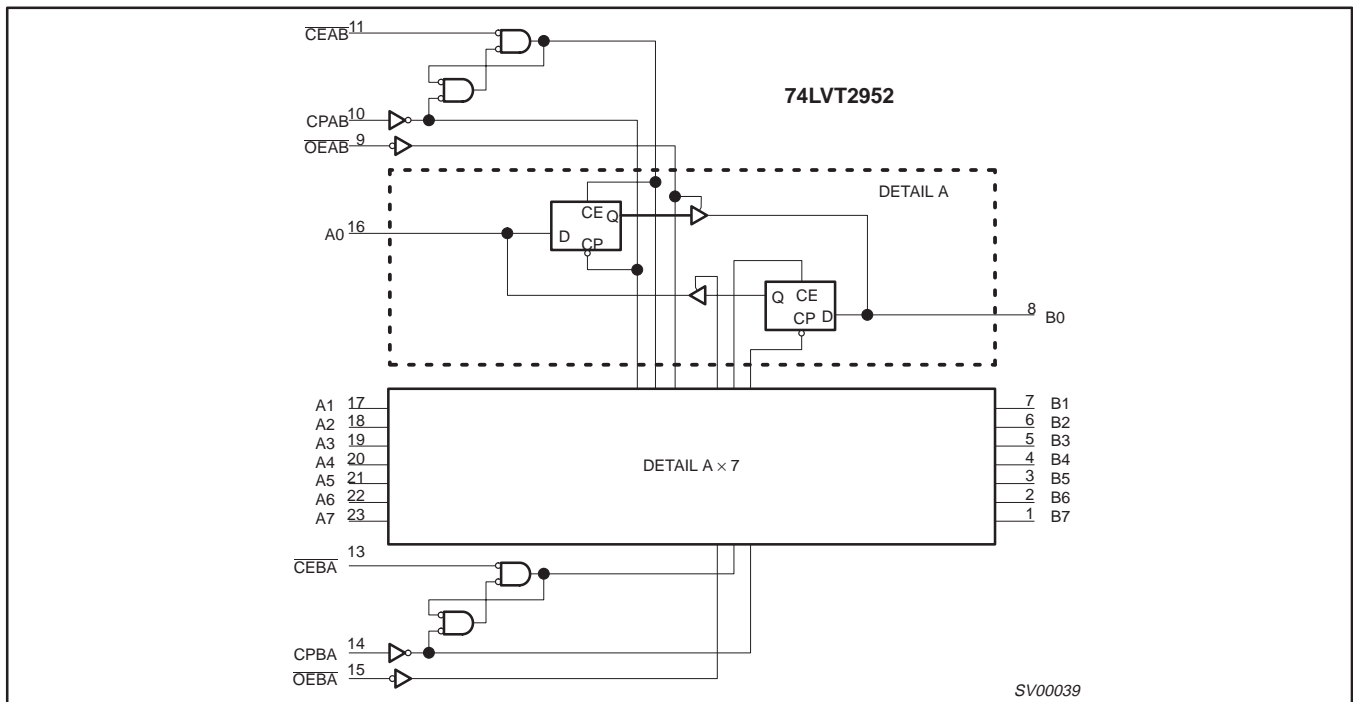 CEAB 11
74LVT2952
CPAB 10
OEAB 9
DETAIL A
CE Q
D
CP
A0 16
Q CE
CP D
8 B0
A1 17
7 B1
A2 18
6 B2
A3 19
5 B3
A4 20
4 B4
DETAIL A × 7
A5 21
3 B5
A6 22
2 B6
A7 23
1 B7
CEBA 13
CPBA 14
OEBA 15
SV00039